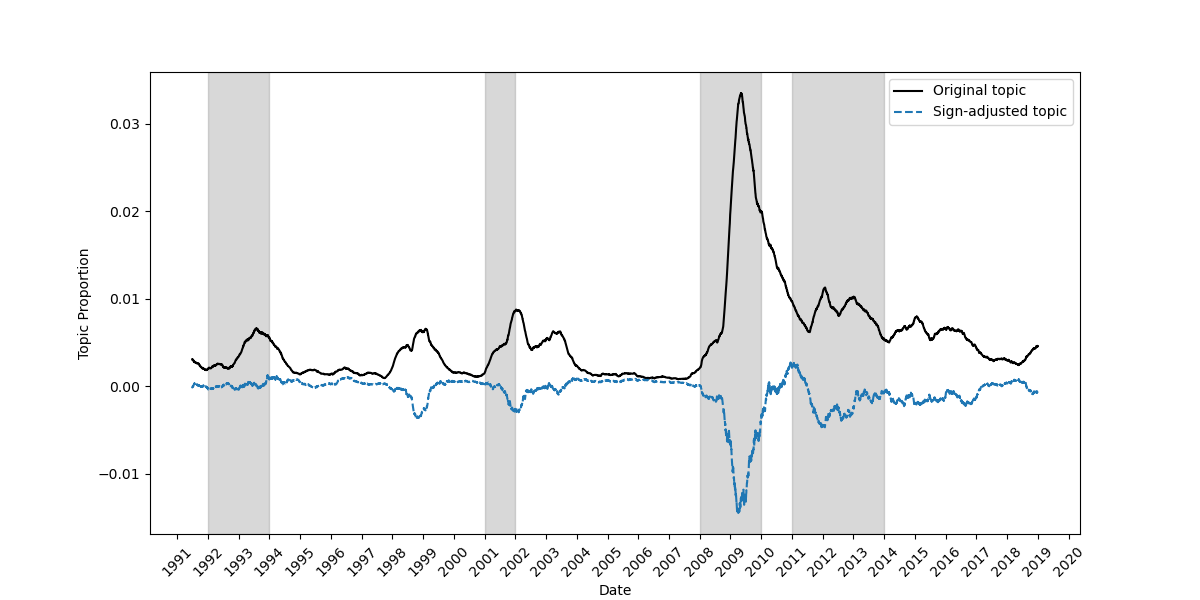 Original topic
Sign-adjusted topic
Topic Proportion
0.03
0.02
0.01
0.00
−0.01
1991 1992 1993 1994 1995 1996 1997 1998 1999 2000 2001 2002 2003 2004 2005 2006 2007 2008 2009 2010 2011 2012 2013 2014 2015 2016 2017 2018 2019 2020
Date